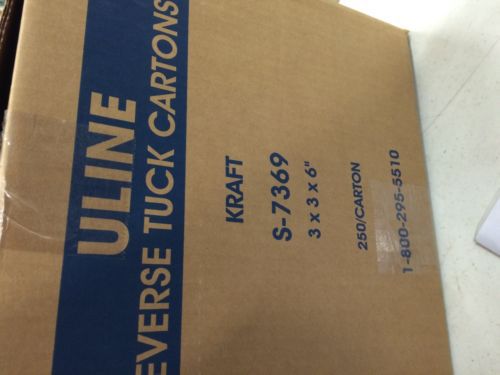 ULINE
EVERSE TUCK CARTONS
KRAFT
S-7369
3 x 3 x 6"
250/CARTON
1-800-295-5510